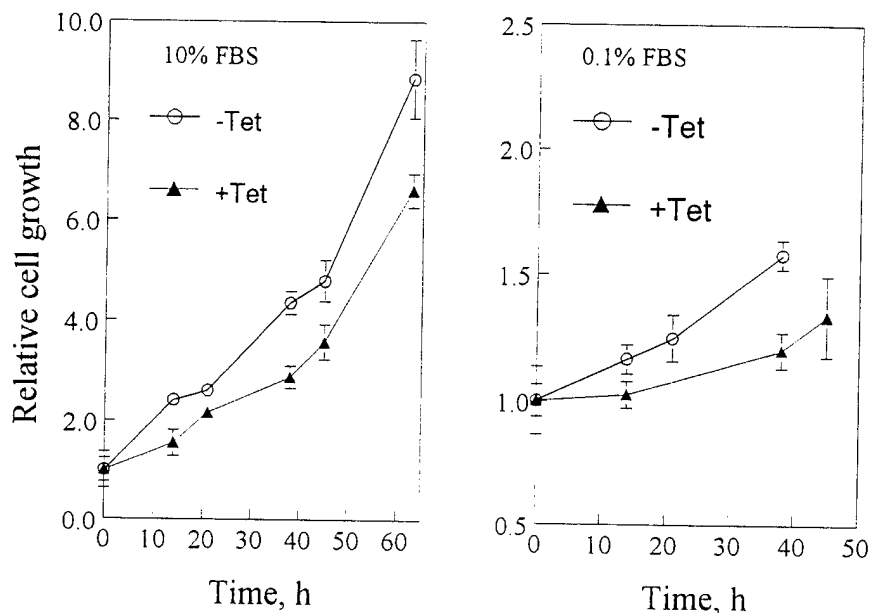 Relative cell growth
10.0
8.0
6.0
4.0
2.0
0.0
10% FBS
-Tet
+Tet
0 10 20 30 40 50 60
Time, h
2.5
2.0
1.5
1.0
0.5
0.1% FBS
-Tet
+Tet
0 10 20 30 40 50
Time, h